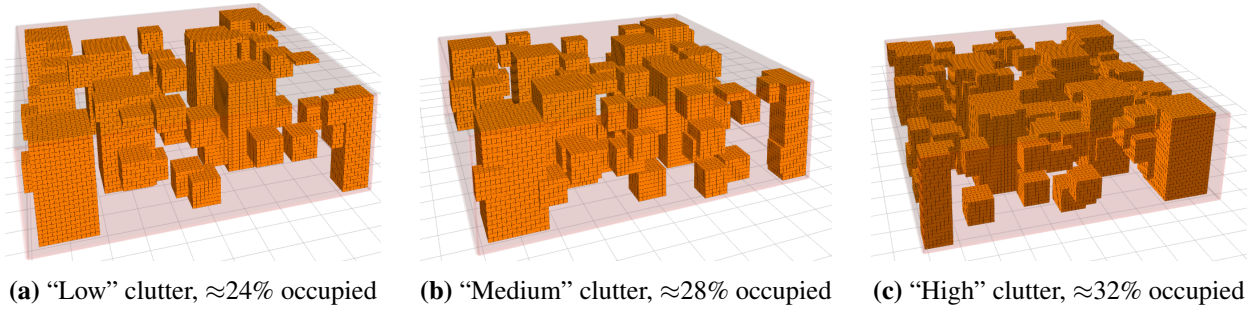 (a) “Low” clutter, ≈24% occupied
(b) “Medium” clutter, ≈28% occupied
(c) “High” clutter, ≈32% occupied